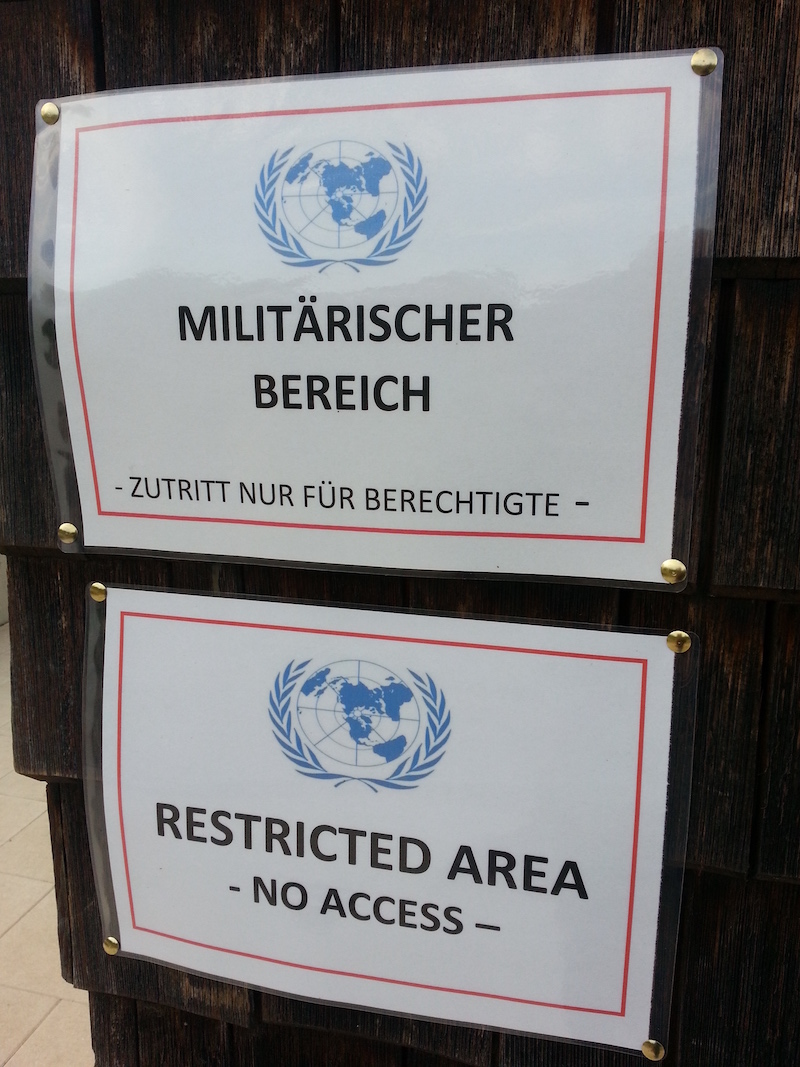 MILITÄRISCHER
BEREICH
- ZUTRITT NUR FÜR BERECHTIGTE -
RESTRICTED AREA
- NO ACCESS –